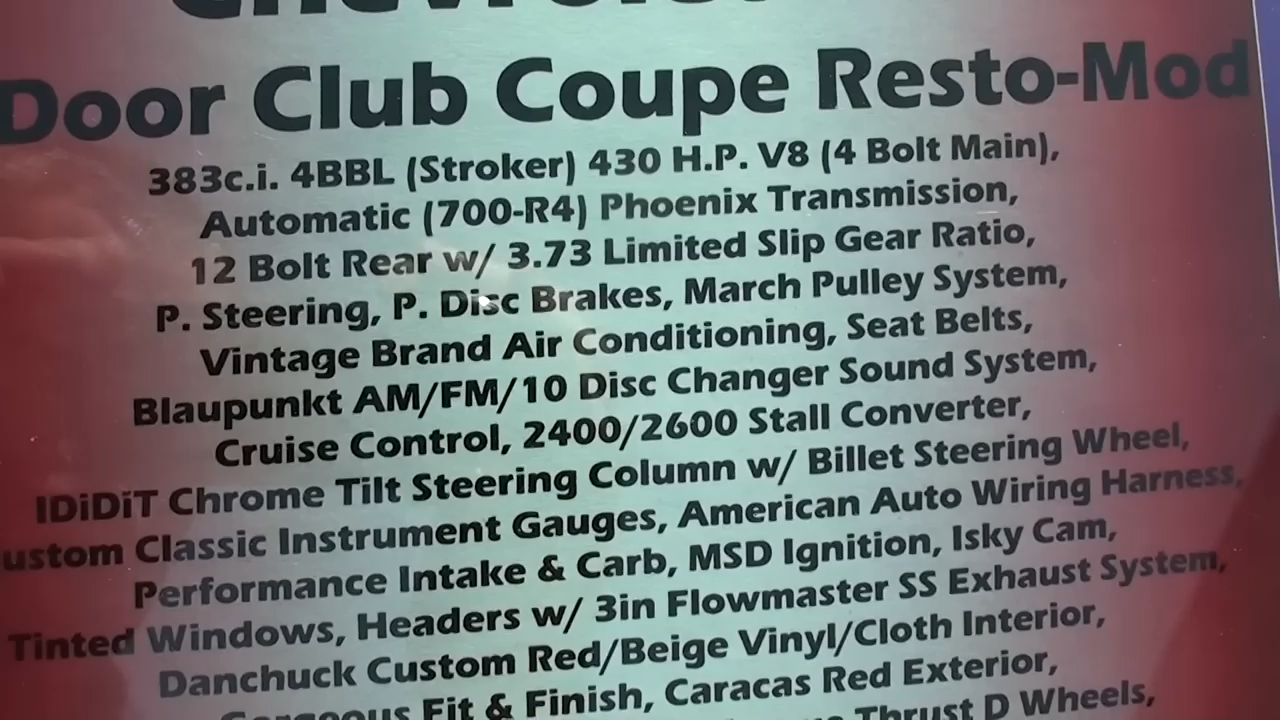 Door Club Coupe Resto-Mod
383c.i. 4BBL (Stroker) 430 H.P. V8 (4 Bolt Main),
Automatic (700-R4) Phoenix Transmission,
12 Bolt Rear w/ 3.73 Limited Slip Gear Ratio,
P. Steering, P. Disc Brakes, March Pulley System,
Vintage Brand Air Conditioning, Seat Belts,
Blaupunkt AM/FM/10 Disc Changer Sound System,
Cruise Control, 2400/2600 Stall Converter,
IDiDiT Chrome Tilt Steering Column w/ Billet Steering Wheel,
ustom Classic Instrument Gauges, American Auto Wiring Harness,
Performance Intake & Carb, MSD Ignition, Isky Cam,
Tinted Windows, Headers w/ 3in Flowmaster SS Exhaust System,
Danchuck Custom Red/Beige Vinyl/Cloth Interior,
Gorgeous Fit & Finish, Caracas Red Exterior,
Thrust D Wheels,